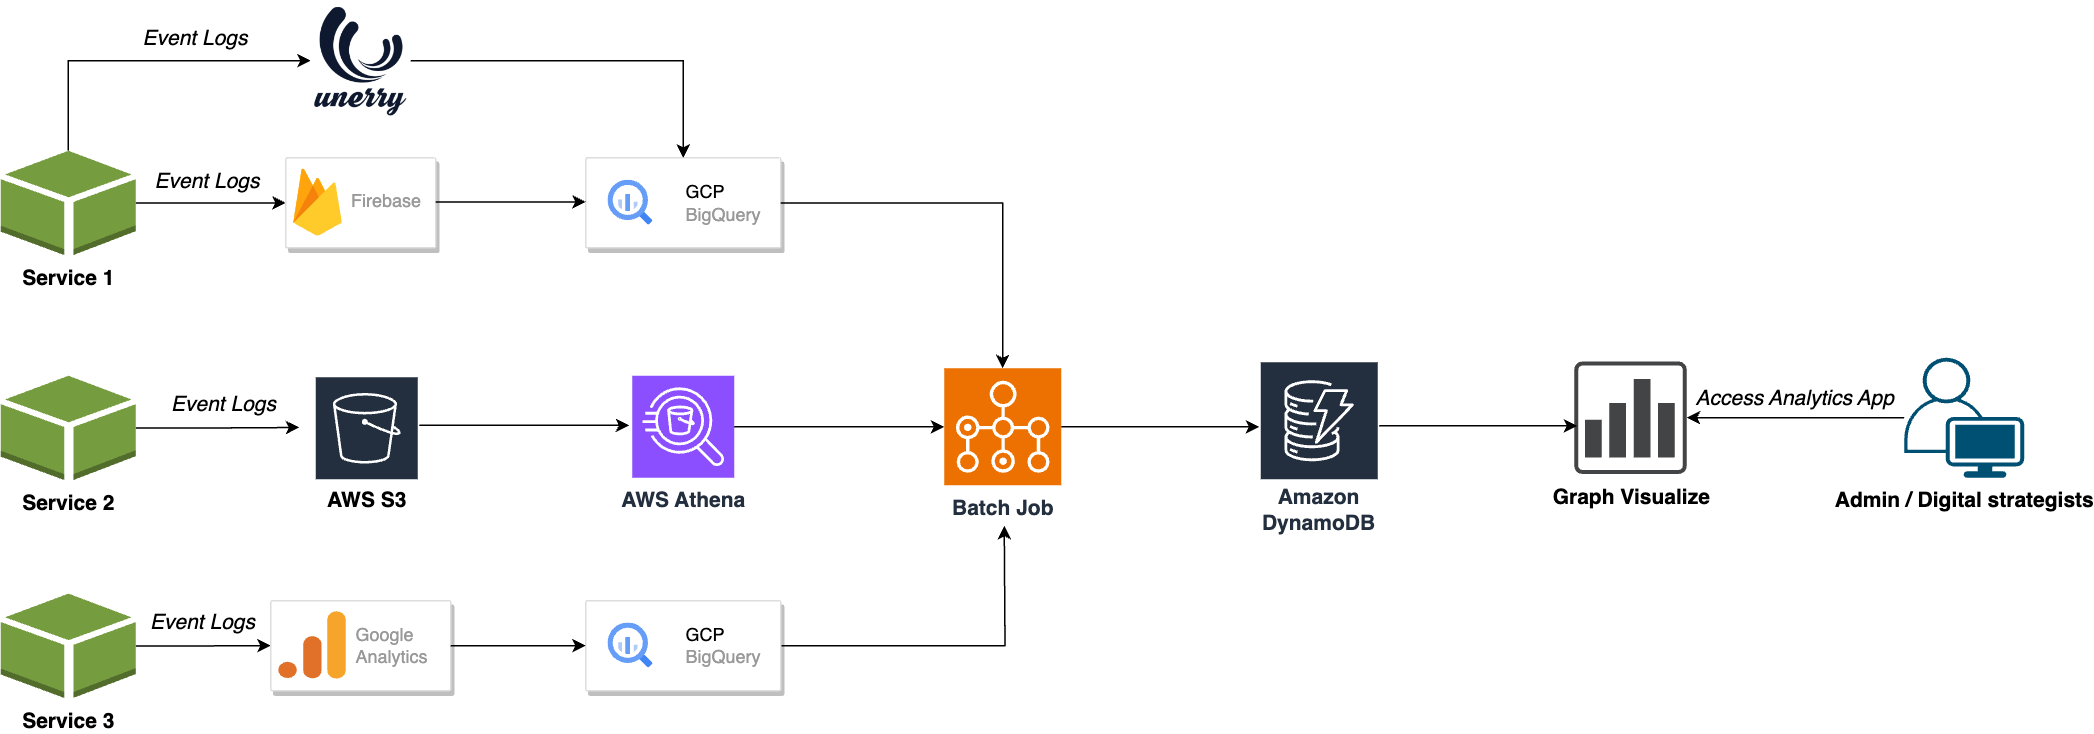 Event Logs
unerry
Event Logs
Firebase
GCP
BigQuery
Service 1
Event Logs
AWS S3
AWS Athena
Batch Job
Amazon
DynamoDB
Graph Visualize
Access Analytics App
Admin / Digital strategists
Service 2
Event Logs
Google
Analytics
GCP
BigQuery
Service 3